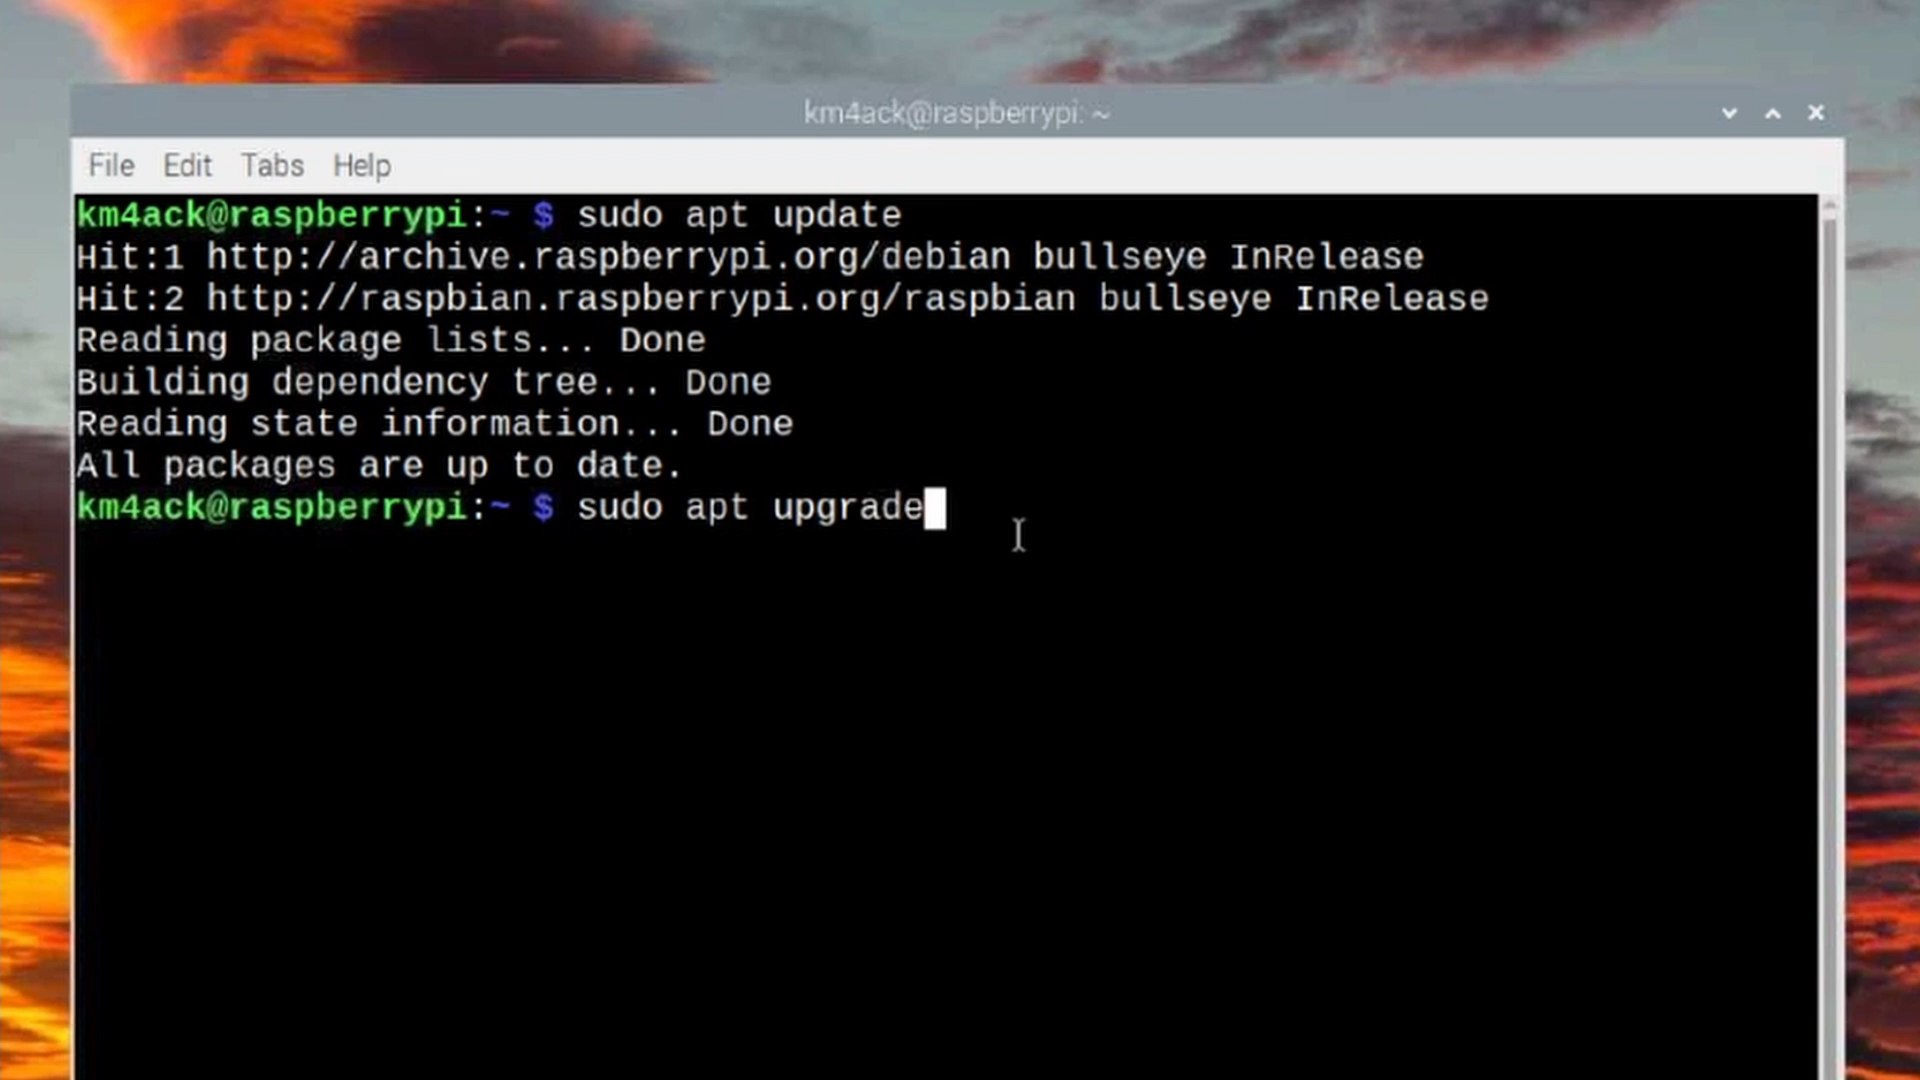 km4ack@raspberrypi: ~
File Edit Tabs Help
km4ack@raspberrypi:~ $ sudo apt update
Hit:1 http://archive.raspberrypi.org/debian bullseye InRelease
Hit:2 http://raspbian.raspberrypi.org/raspbian bullseye InRelease
Reading package lists... Done
Building dependency tree... Done
Reading state information... Done
All packages are up to date.
km4ack@raspberrypi:~ $ sudo apt upgrade